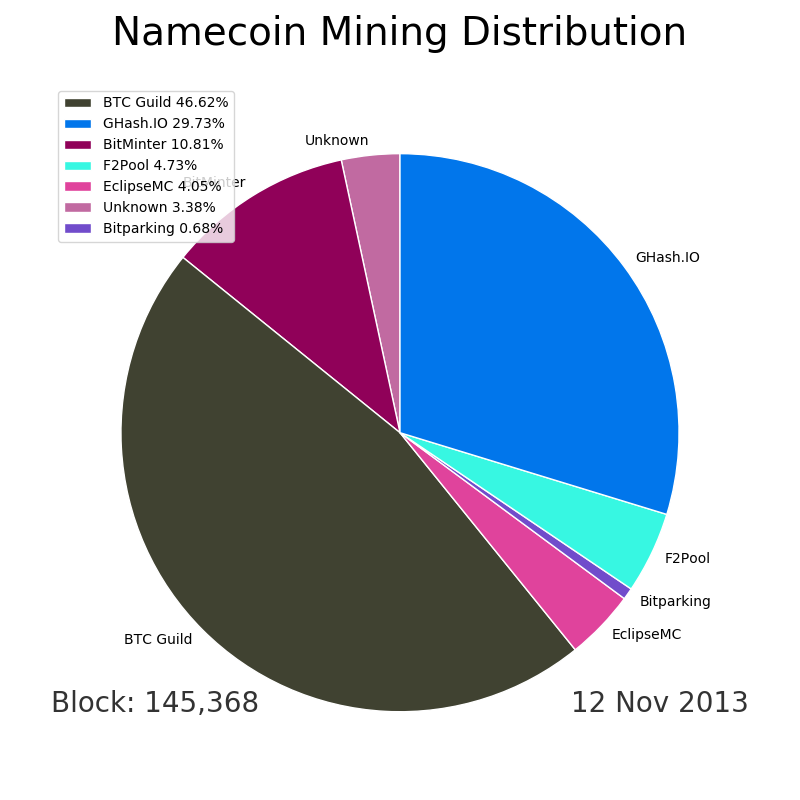 Namecoin Mining Distribution
BTC Guild 46.62%
GHash.IO 29.73%
BitMinter 10.81%
F2Pool 4.73%
EclipseMC 4.05%
Unknown 3.38%
Bitparking 0.68%
Unknown
BitMinter
GHash.IO
F2Pool
Bitparking
EclipseMC
BTC Guild
Block: 145,368
12 Nov 2013